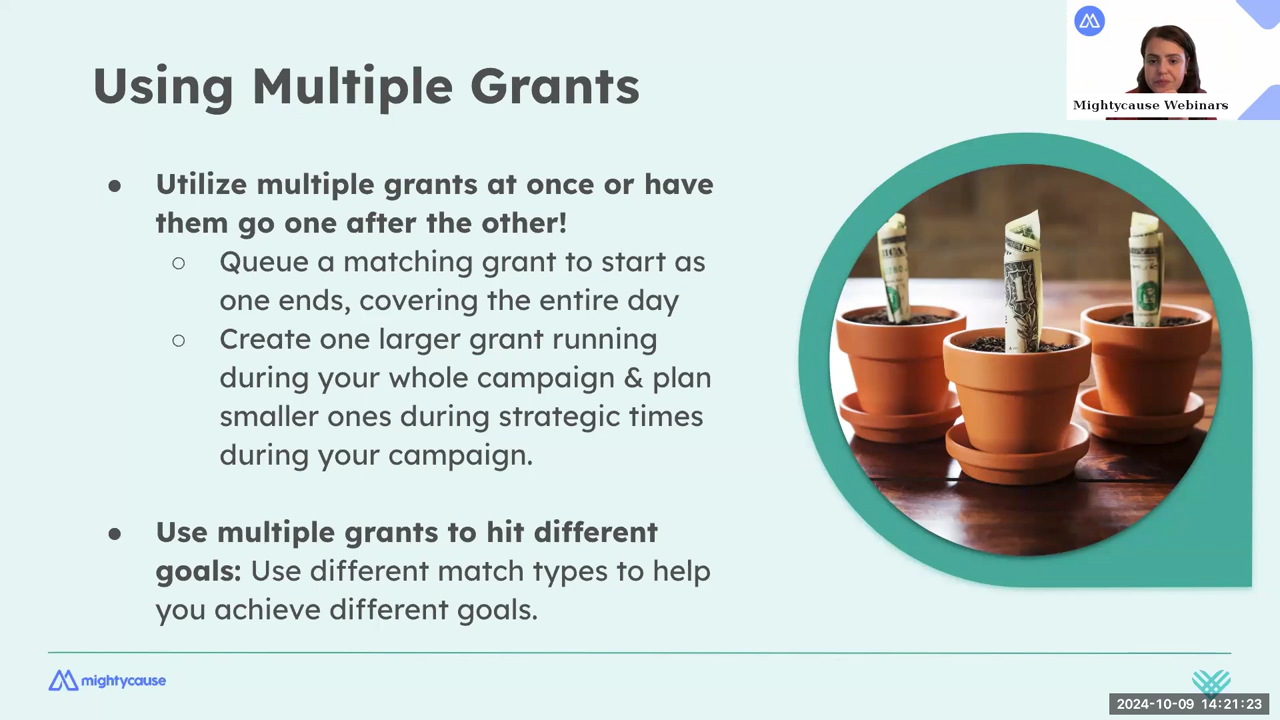 Using Multiple Grants
Mightycause Webinars
● Utilize multiple grants at once or have
them go one after the other!
○ Queue a matching grant to start as
one ends, covering the entire day
○ Create one larger grant running
during your whole campaign & plan
smaller ones during strategic times
during your campaign.
● Use multiple grants to hit different
goals: Use different match types to help
you achieve different goals.
mightycause
2024-10-09 14:21:23